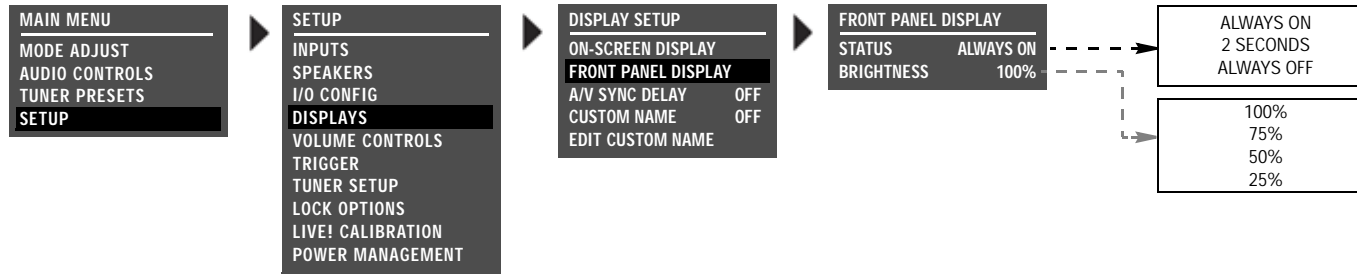 MAIN MENU
MODE ADJUST
AUDIO CONTROLS
TUNER PRESETS
SETUP
SETUP
INPUTS
SPEAKERS
I/O CONFIG
DISPLAYS
VOLUME CONTROLS
TRIGGER
TUNER SETUP
LOCK OPTIONS
LIVE! CALIBRATION
POWER MANAGEMENT
DISPLAY SETUP
ON-SCREEN DISPLAY
FRONT PANEL DISPLAY
A/V SYNC DELAY OFF
CUSTOM NAME OFF
EDIT CUSTOM NAME
FRONT PANEL DISPLAY
STATUS ALWAYS ON
BRIGHTNESS 100%
ALWAYS ON
2 SECONDS
ALWAYS OFF
100%
75%
50%
25%